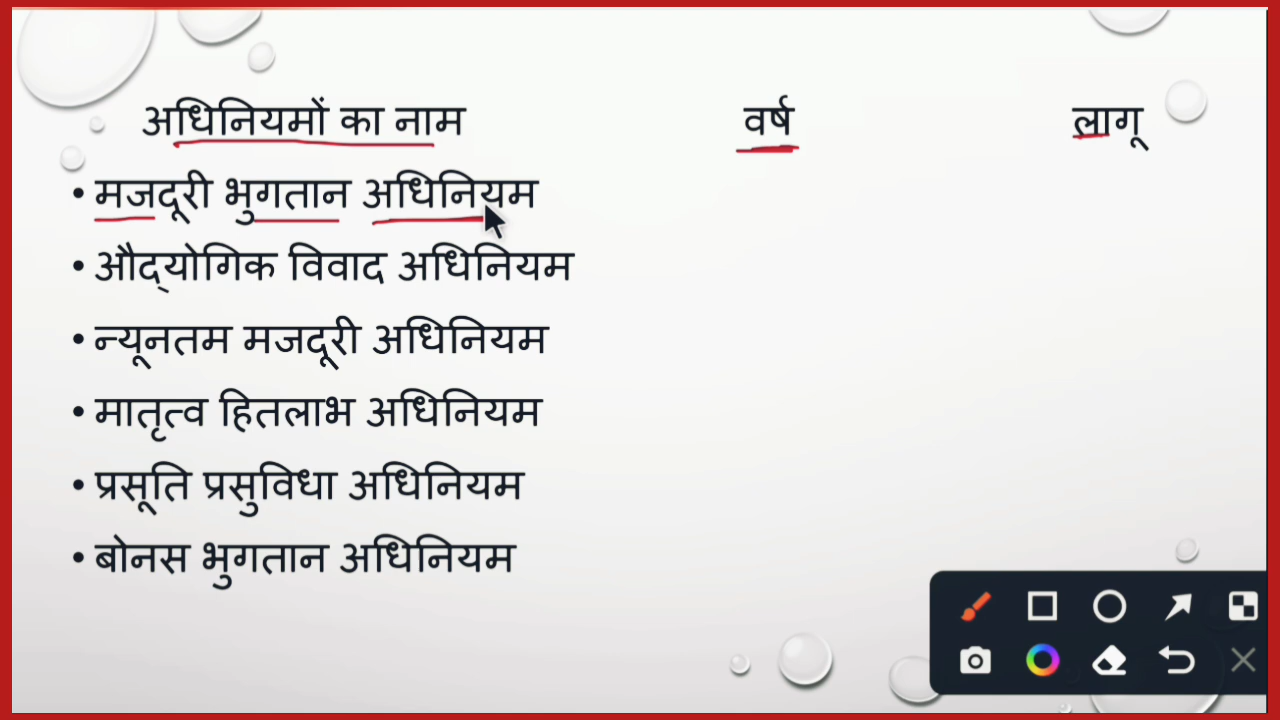 अधिनियमों का नाम वर्ष लागू
• मजदूरी भुगतान अधिनियम
• औद्योगिक विवाद अधिनियम
• न्यूनतम मजदूरी अधिनियम
• मातृत्व हितलाभ अधिनियम
• प्रसूति प्रसुविधा अधिनियम
• बोनस भुगतान अधिनियम